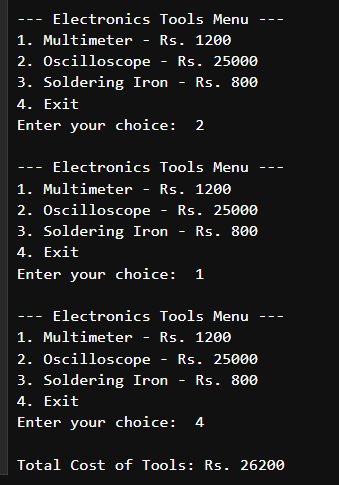 --- Electronics Tools Menu ---
1. Multimeter - Rs. 1200
2. Oscilloscope - Rs. 25000
3. Soldering Iron - Rs. 800
4. Exit
Enter your choice:  2

--- Electronics Tools Menu ---
1. Multimeter - Rs. 1200
2. Oscilloscope - Rs. 25000
3. Soldering Iron - Rs. 800
4. Exit
Enter your choice:  1

--- Electronics Tools Menu ---
1. Multimeter - Rs. 1200
2. Oscilloscope - Rs. 25000
3. Soldering Iron - Rs. 800
4. Exit
Enter your choice:  4

Total Cost of Tools: Rs. 26200